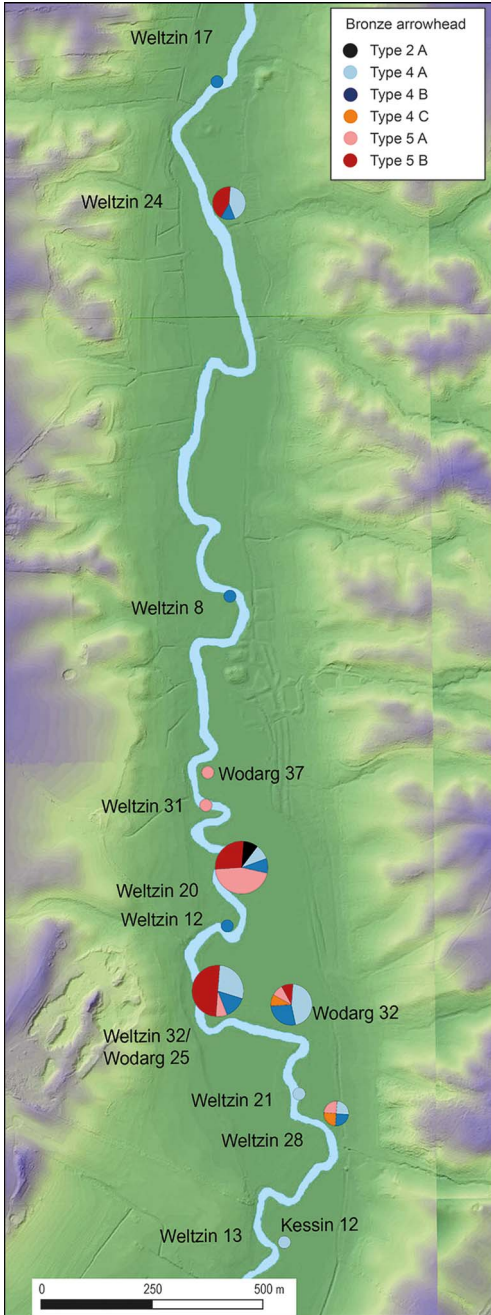 Weltzin 17
Bronze arrowhead
Type 2 A
Type 4 A
Type 4 B
Type 4 C
Type 5 A
Type 5 B
Weltzin 24
Weltzin 8
Wodarg 37
Weltzin 31
Weltzin 20
Weltzin 12
Wodarg 32
Weltzin 32/
Wodarg 25
Weltzin 21
Weltzin 28
Kessin 12
Weltzin 13
0 250 500 m